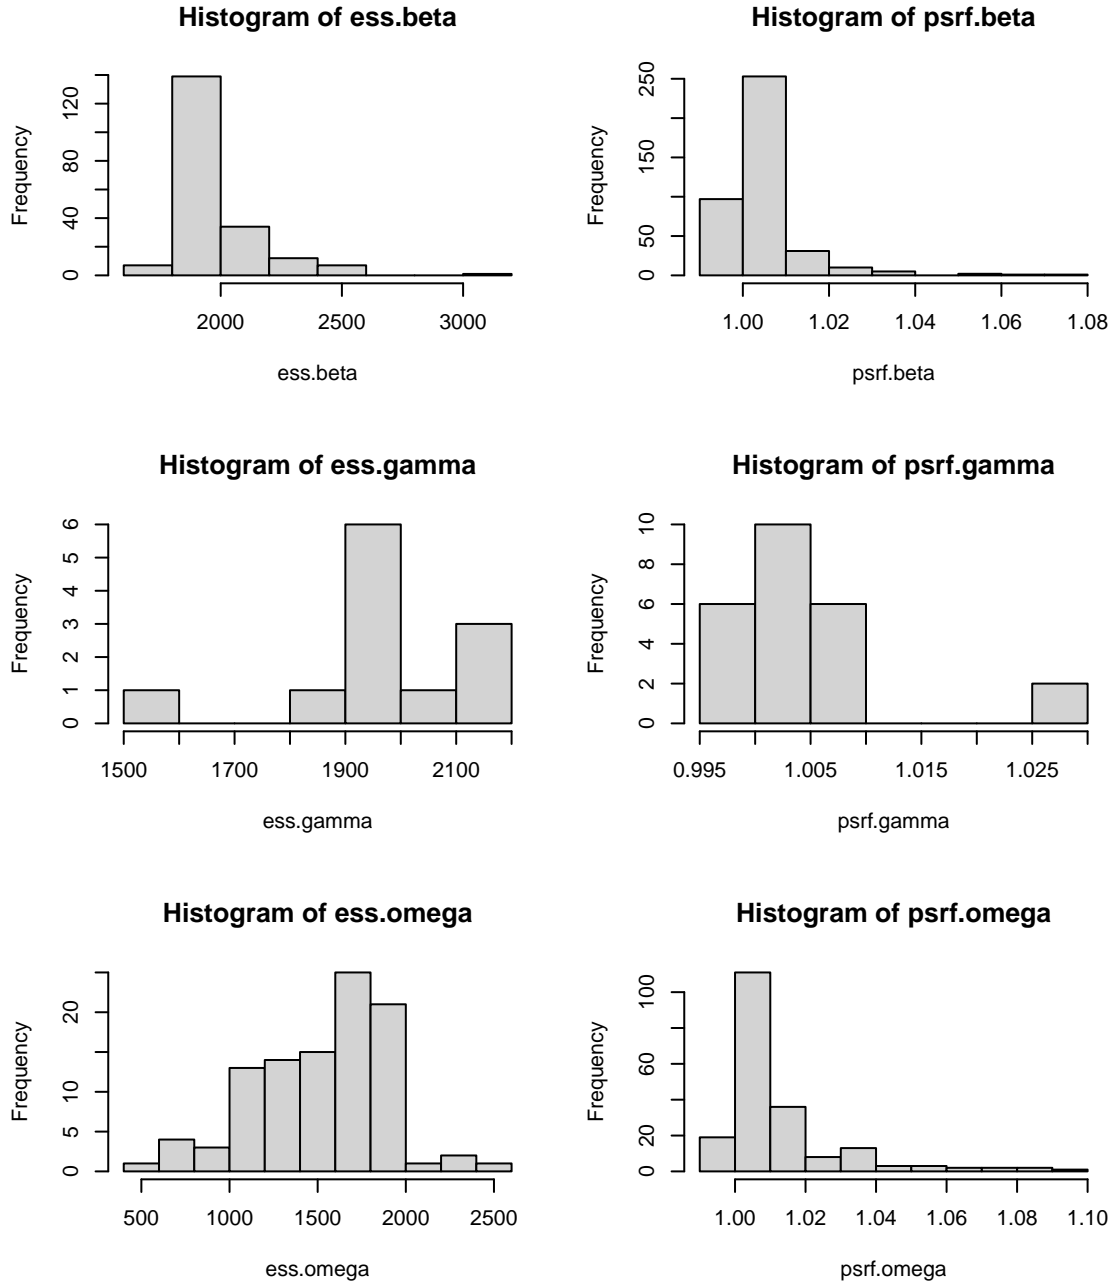 Histogram of ess.beta
Frequency
0 40 80 120
2000 2500 3000
ess.beta
Histogram of psrf.beta
Frequency
0 50 150 250
1.00 1.02 1.04 1.06 1.08
psrf.beta
Histogram of ess.gamma
Frequency
0 1 2 3 4 5 6
1500 1700 1900 2100
ess.gamma
Histogram of psrf.gamma
Frequency
0 2 4 6 8 10
0.995 1.005 1.015 1.025
psrf.gamma
Histogram of ess.omega
Frequency
0 5 10 20
500 1000 1500 2000 2500
ess.omega
Histogram of psrf.omega
Frequency
0 20 60 100
1.00 1.02 1.04 1.06 1.08 1.10
psrf.omega